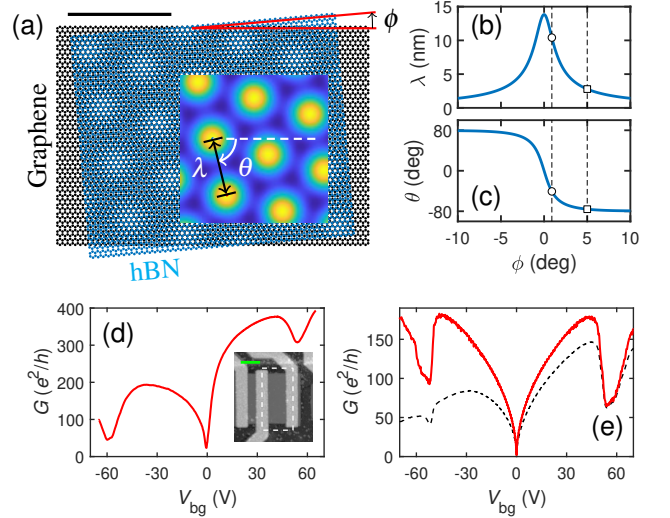 (a)
ϕ
Graphene
λ
θ
hBN
(b)
λ (nm)
15
10
5
0
(c)
θ (deg)
80
0
-80
-10
-5
0
5
10
ϕ (deg)
(d)
G (e²/h)
400
300
200
100
0
-60
-30
0
30
60
V_bg (V)
(e)
G (e²/h)
200
150
100
50
0
-60
-30
0
30
60
V_bg (V)